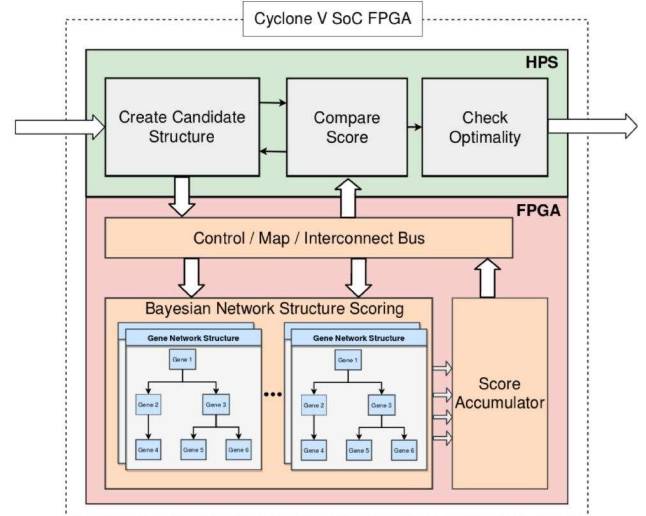 Cyclone V SoC FPGA
HPS
Create Candidate
Structure
Compare
Score
Check
Optimality
FPGA
Control / Map / Interconnect Bus
Bayesian Network Structure Scoring
Gene Network Structure
Gene 1
Gene 2
Gene 3
Gene 4
Gene 5
Gene 6
Gene Network Structure
Gene 1
Gene 2
Gene 3
Gene 4
Gene 5
Gene 6
Score
Accumulator